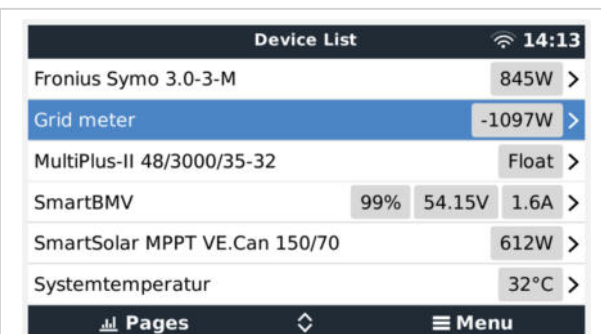 Device List 14:13
Fronius Symo 3.0-3-M 845W
Grid meter -1097W
MultiPlus-II 48/3000/35-32 Float
SmartBMV 99% 54.15V 1.6A
SmartSolar MPPT VE.Can 150/70 612W
Systemtemperatur 32°C
Pages Menu